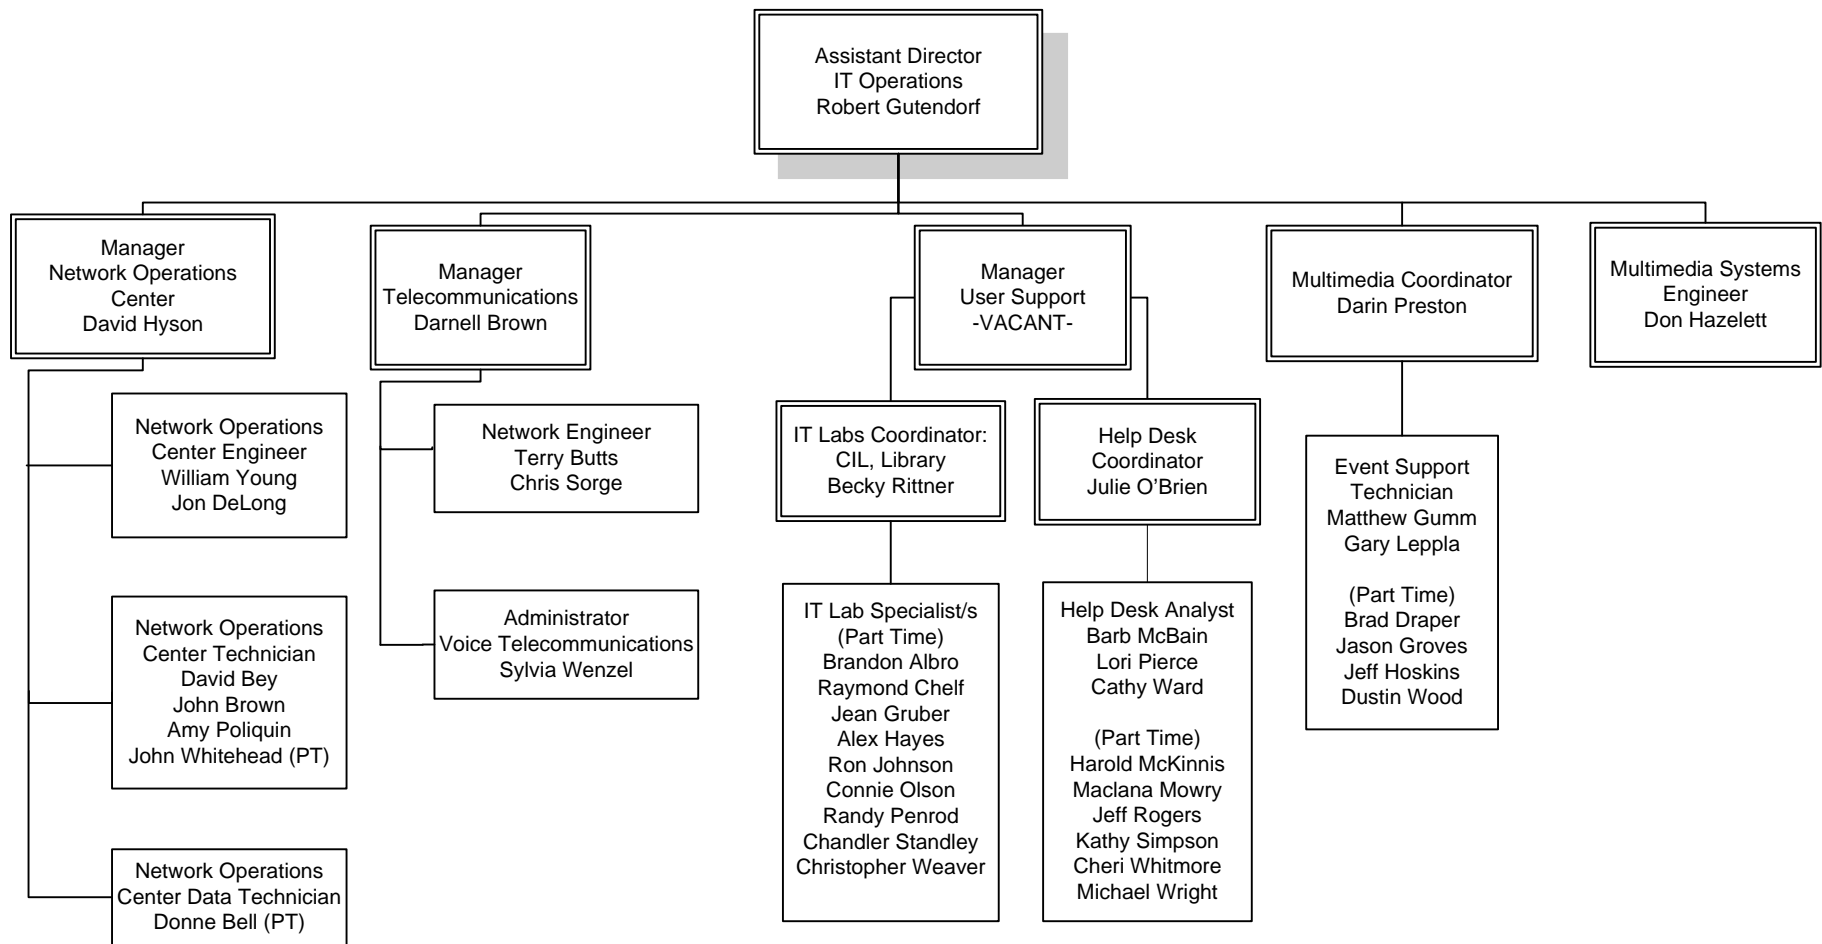 Assistant Director
IT Operations
Robert Gutendorf
Manager
Network Operations
Center
David Hyson
Manager
Telecommunications
Darnell Brown
Manager
User Support
-VACANT-
Multimedia Coordinator
Darin Preston
Multimedia Systems
Engineer
Don Hazelett
Network Operations
Center Engineer
William Young
Jon DeLong
Network Operations
Center Technician
David Bey
John Brown
Amy Poliquin
John Whitehead (PT)
Network Operations
Center Data Technician
Donne Bell (PT)
Network Engineer
Terry Butts
Chris Sorge
Administrator
Voice Telecommunications
Sylvia Wenzel
IT Labs Coordinator:
CIL, Library
Becky Rittner
IT Lab Specialist/s
(Part Time)
Brandon Albro
Raymond Chelf
Jean Gruber
Alex Hayes
Ron Johnson
Connie Olson
Randy Penrod
Chandler Standley
Christopher Weaver
Help Desk
Coordinator
Julie O’Brien
Help Desk Analyst
Barb McBain
Lori Pierce
Cathy Ward
(Part Time)
Harold McKinnis
Maclana Mowry
Jeff Rogers
Kathy Simpson
Cheri Whitmore
Michael Wright
Event Support
Technician
Matthew Gumm
Gary Leppla
(Part Time)
Brad Draper
Jason Groves
Jeff Hoskins
Dustin Wood